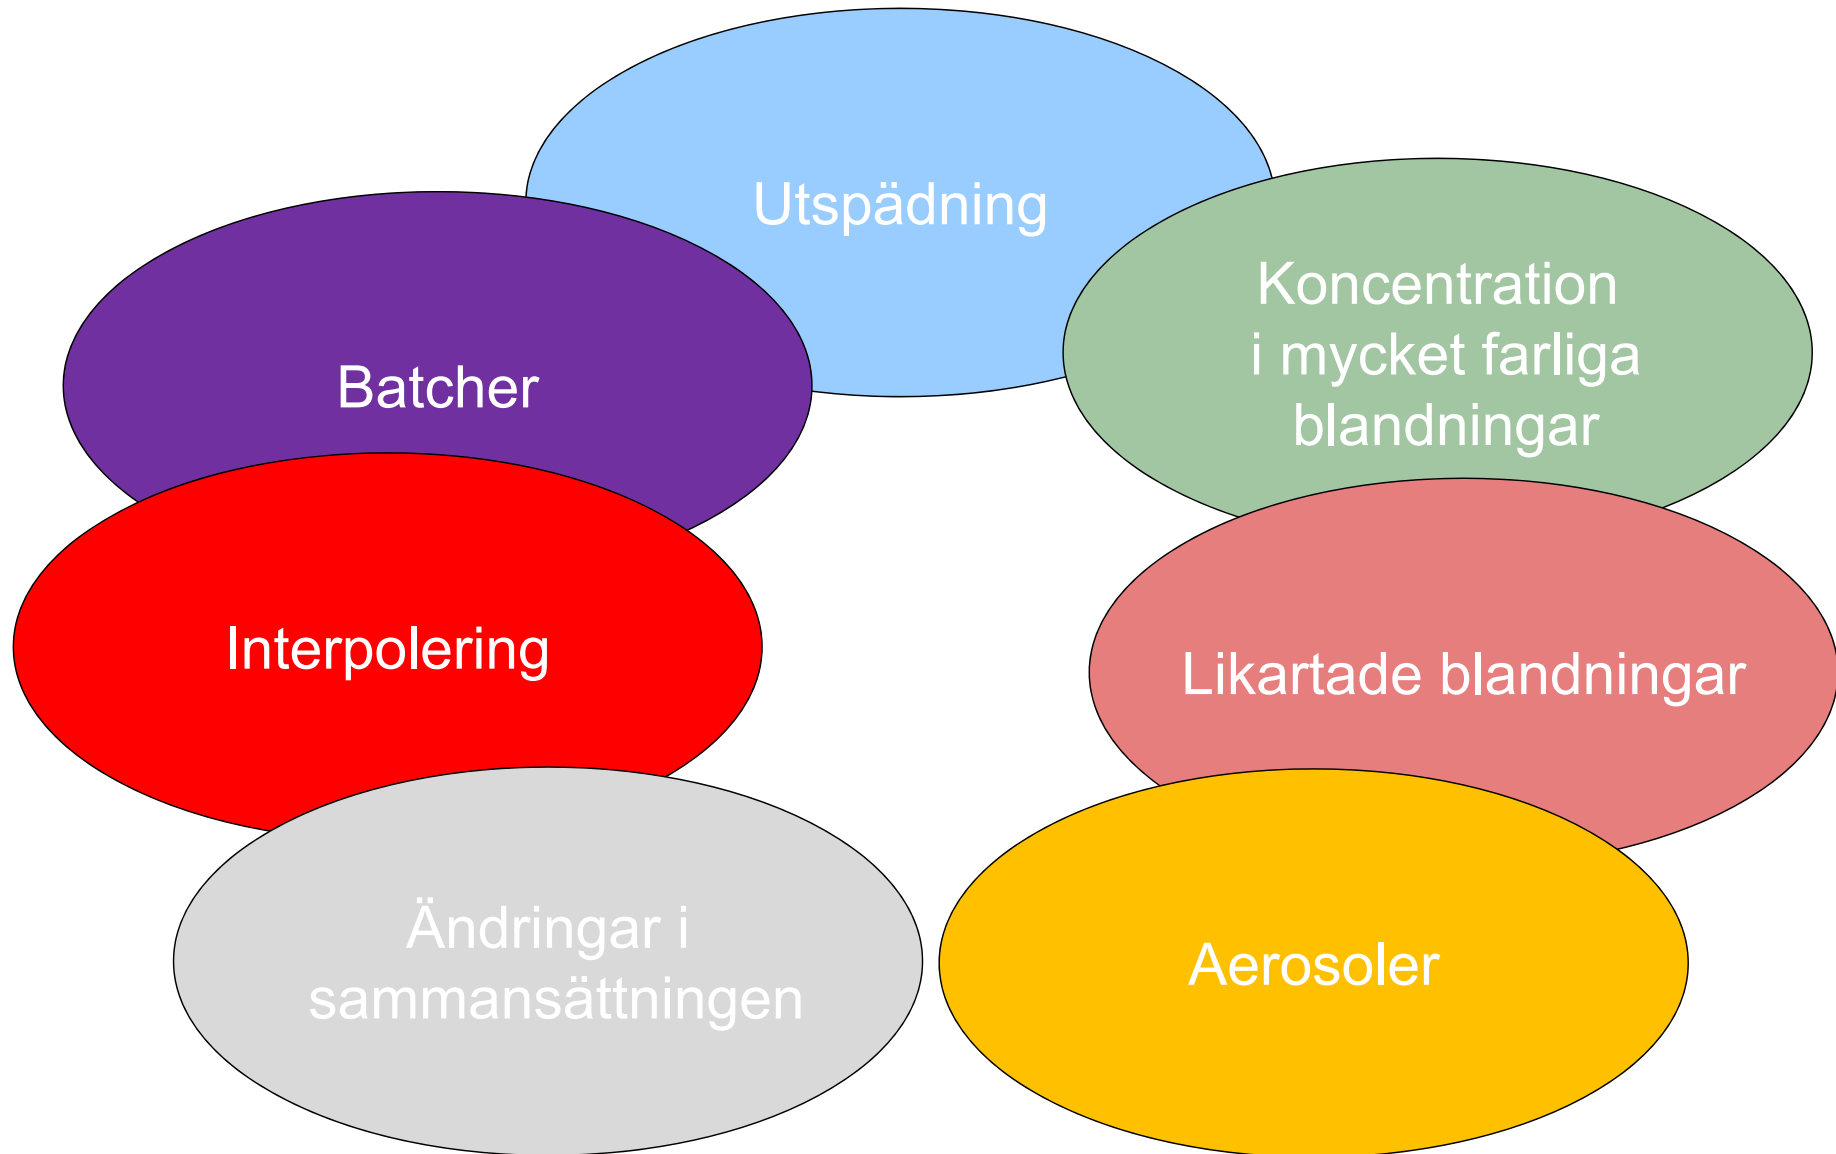 Utspädning
Koncentration
i mycket farliga
blandningar
Batcher
Interpolering
Likartade blandningar
Ändringar i
sammansättningen
Aerosoler